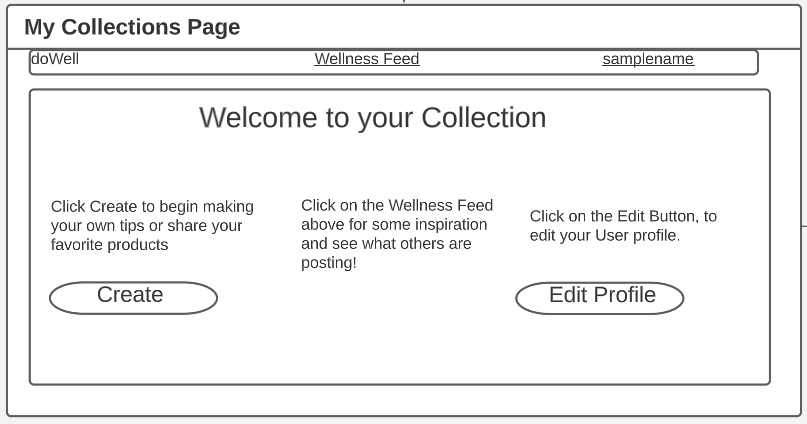 My Collections Page
doWell
Wellness Feed
samplename
Welcome to your Collection
Click Create to begin making
your own tips or share your
favorite products
Create
Click on the Wellness Feed
above for some inspiration
and see what others are
posting!
Click on the Edit Button, to
edit your User profile.
Edit Profile